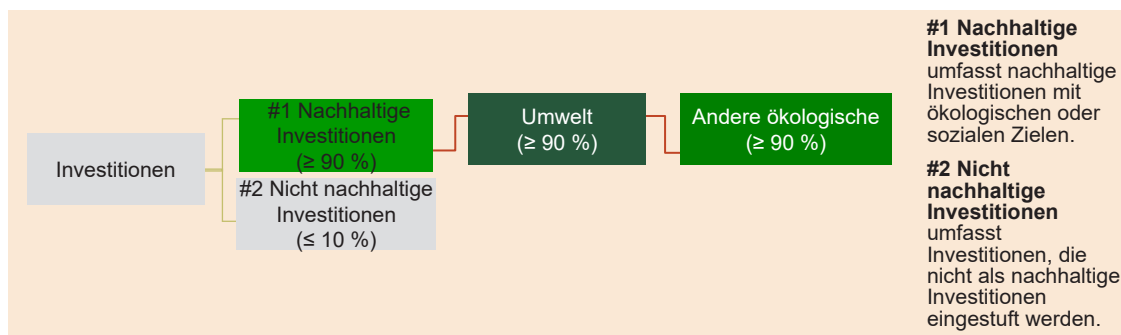 Investitionen
#1 Nachhaltige
Investitionen
(≥ 90 %)
#2 Nicht nachhaltige
Investitionen
(≤ 10 %)
Umwelt
(≥ 90 %)
Andere ökologische
(≥ 90 %)
#1 Nachhaltige
Investitionen
umfasst nachhaltige
Investitionen mit
ökologischen oder
sozialen Zielen.
#2 Nicht
nachhaltige
Investitionen
umfasst
Investitionen, die
nicht als nachhaltige
Investitionen
eingestuft werden.